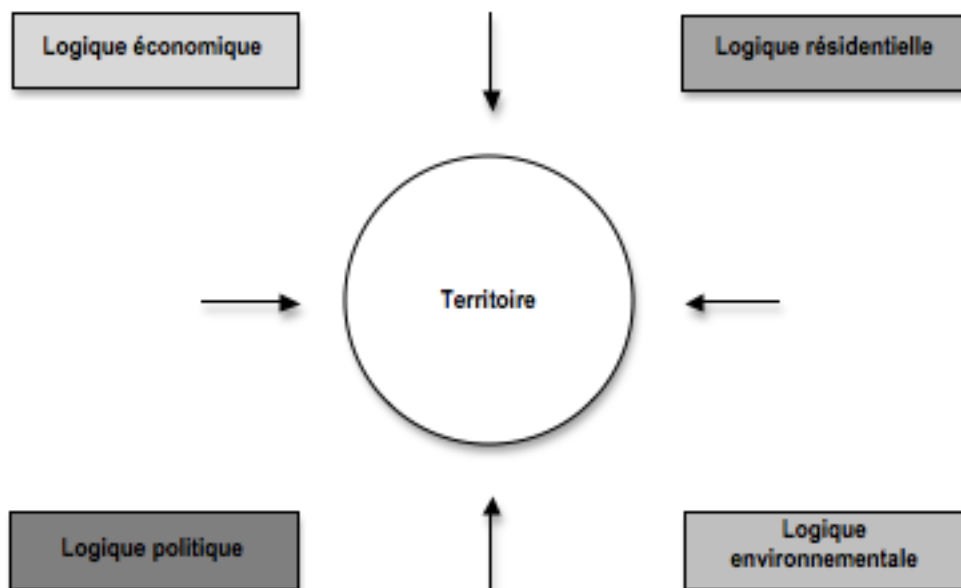 Logique économique
Logique résidentielle
Territoire
Logique politique
Logique
environnementale